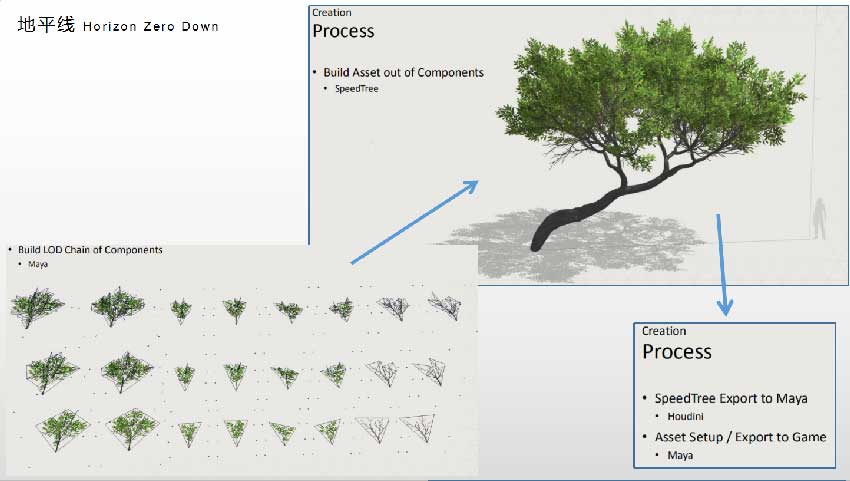 地平线 Horizon Zero Down
Creation
Process
• Build Asset out of Components
• SpeedTree
• Build LOD Chain of Components
• Maya
Creation
Process
• SpeedTree Export to Maya
• Houdini
• Asset Setup / Export to Game
• Maya